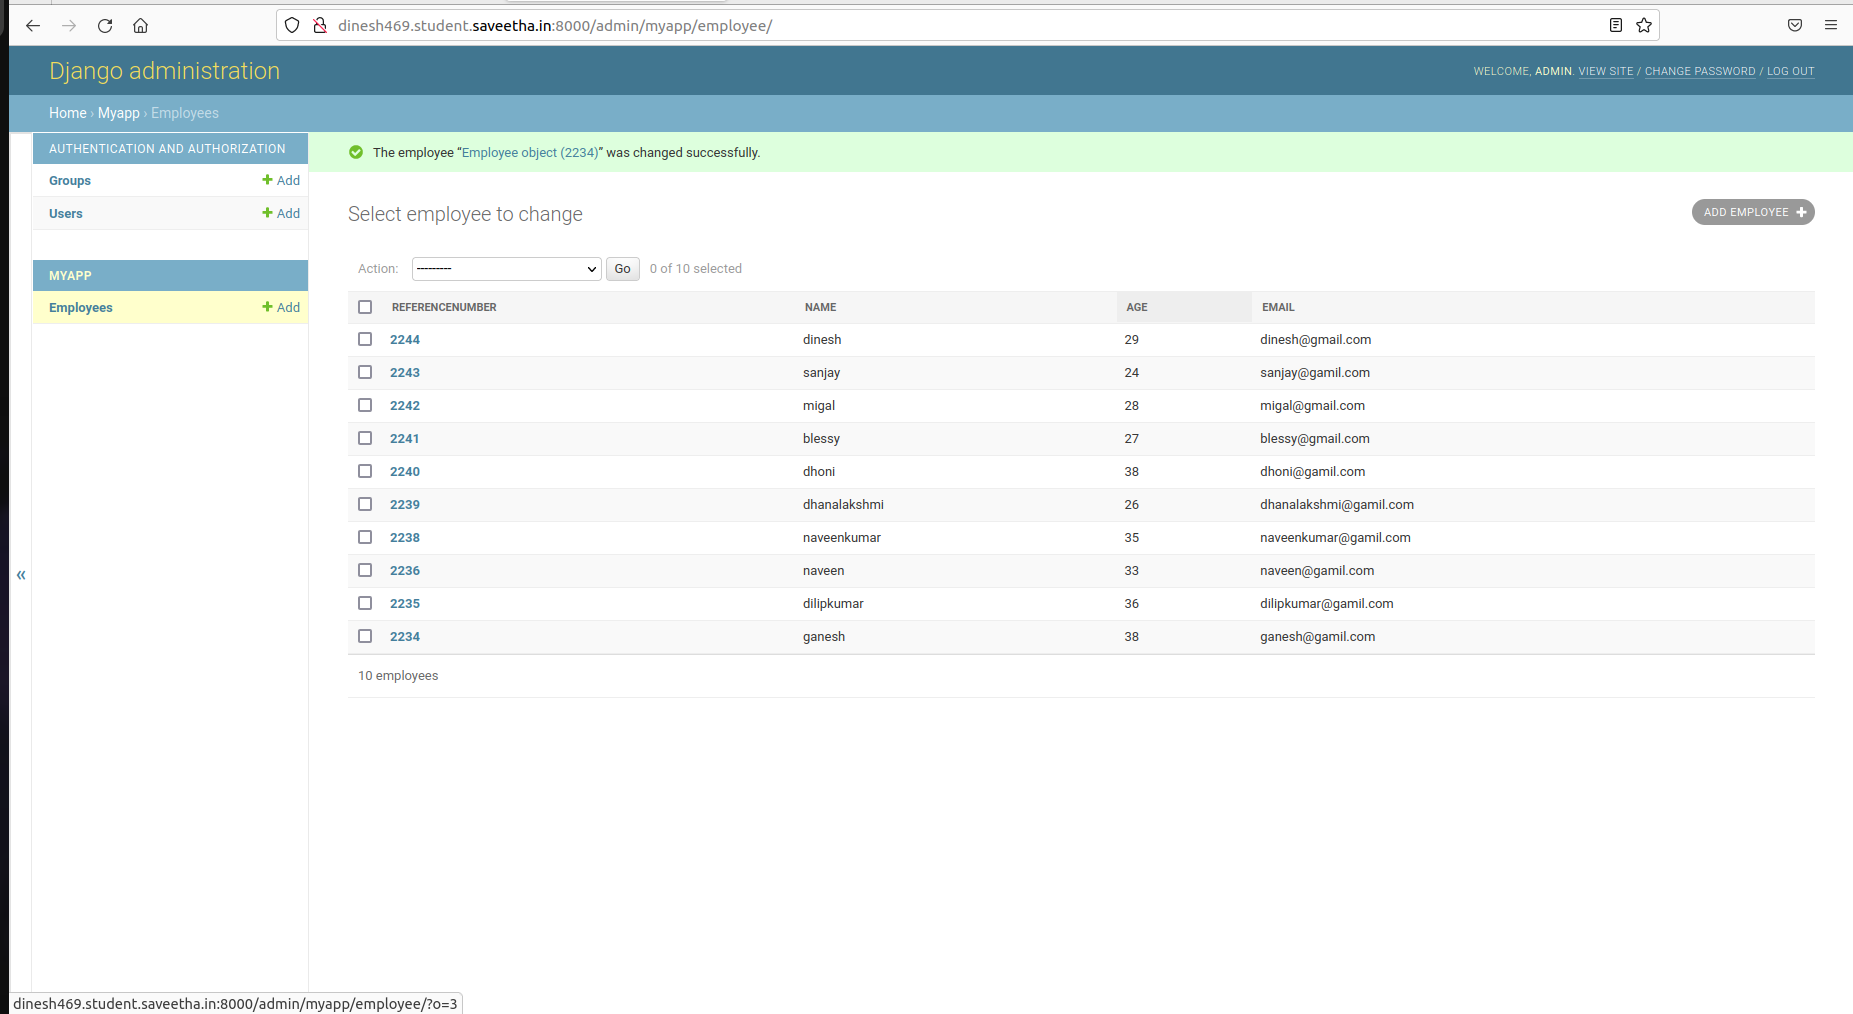 dinesh469.student.saveetha.in:8000/admin/myapp/employee/
Django administration
WELCOME, ADMIN. VIEW SITE / CHANGE PASSWORD / LOG OUT
Home › Myapp › Employees
AUTHENTICATION AND AUTHORIZATION
Groups + Add
Users + Add
MYAPP
Employees + Add
The employee “Employee object (2234)” was changed successfully.
Select employee to change
ADD EMPLOYEE +
Action: --------- Go 0 of 10 selected
REFERENCENUMBER NAME AGE EMAIL
2244 dinesh 29 dinesh@gmail.com
2243 sanjay 24 sanjay@gamil.com
2242 migal 28 migal@gmail.com
2241 blessy 27 blessy@gmail.com
2240 dhoni 38 dhoni@gamil.com
2239 dhanalakshmi 26 dhanalakshmi@gamil.com
2238 naveenkumar 35 naveenkumar@gamil.com
2236 naveen 33 naveen@gamil.com
2235 dilipkumar 36 dilipkumar@gamil.com
2234 ganesh 38 ganesh@gamil.com
10 employees
«
dinesh469.student.saveetha.in:8000/admin/myapp/employee/?o=3